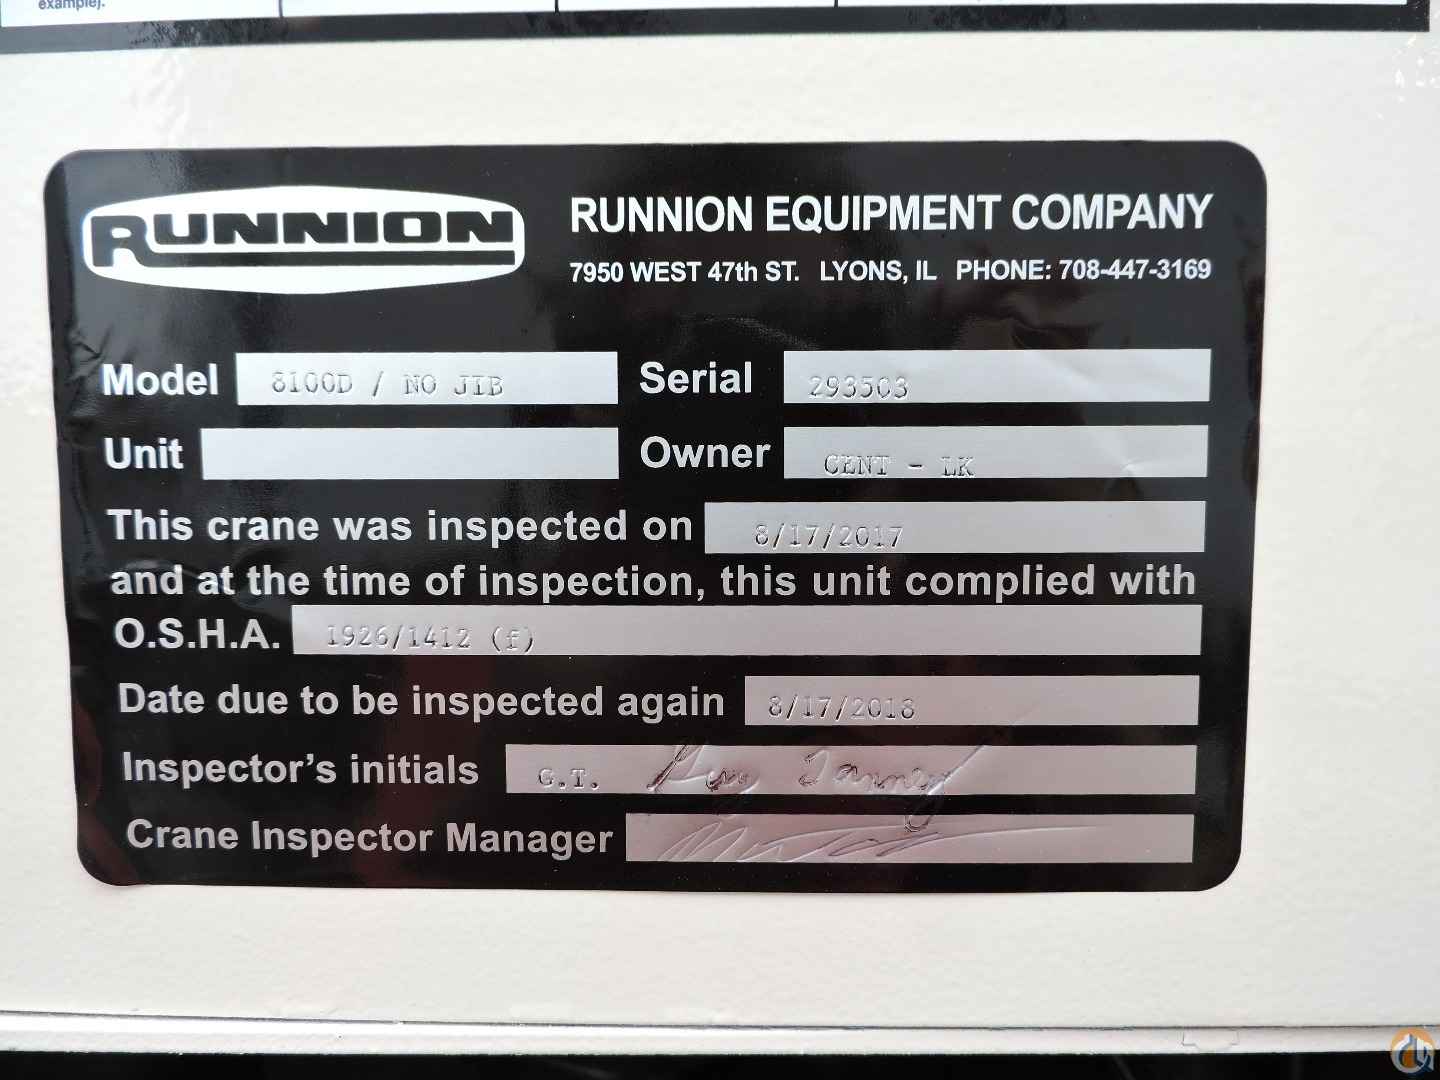 example).
RUNNION
RUNNION EQUIPMENT COMPANY
7950 WEST 47th ST. LYONS, IL PHONE: 708-447-3169
Model 8100D / NO JIB Serial 293503
Unit Owner CENT - LK
This crane was inspected on 8/17/2017
and at the time of inspection, this unit complied with
O.S.H.A. 1926/1412 (f)
Date due to be inspected again 8/17/2018
Inspector's initials G.T.
Crane Inspector Manager